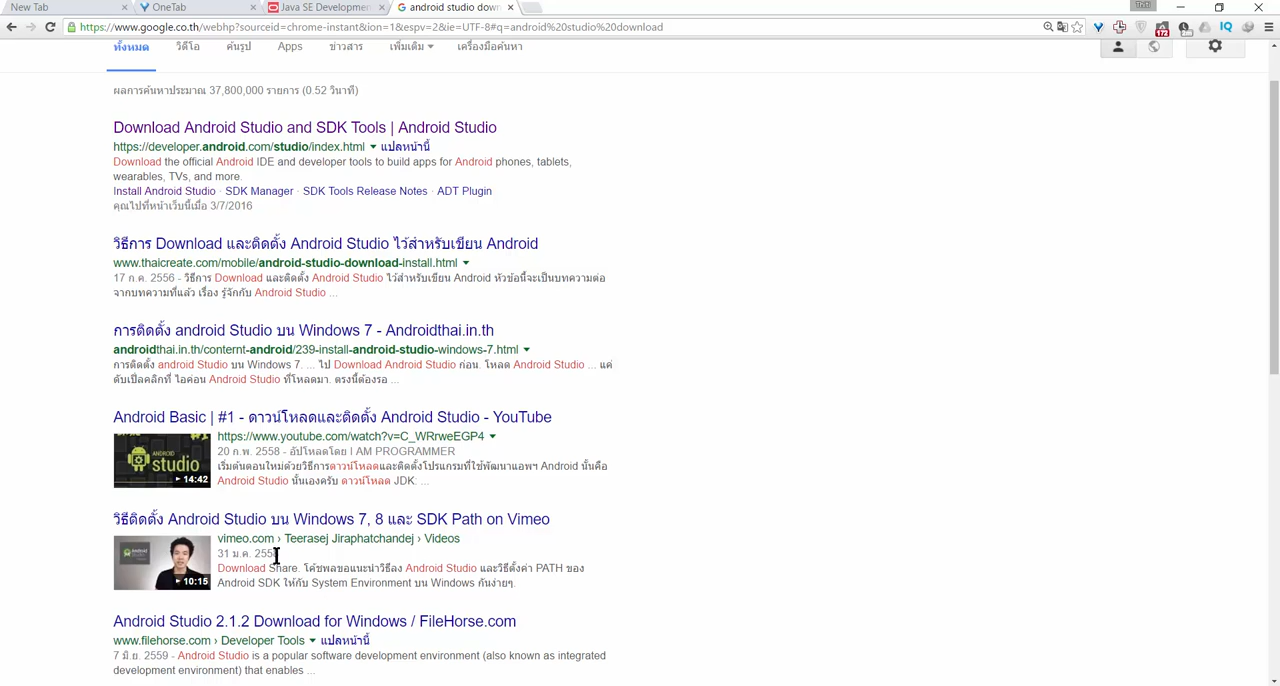 New Tab
OneTab
Java SE Developmen
android studio down
Thiti
https://www.google.co.th/webhp?sourceid=chrome-instant&ion=1&espv=2&ie=UTF-8#q=android%20studio%20download
172
IQ
ทั้งหมด วิดีโอ ค้นรูป Apps ข่าวสาร เพิ่มเติม เครื่องมือค้นหา
ผลการค้นหาประมาณ 37,800,000 รายการ (0.52 วินาที)
Download Android Studio and SDK Tools | Android Studio
https://developer.android.com/studio/index.html ▼ แปลหน้านี้
Download the official Android IDE and developer tools to build apps for Android phones, tablets,
wearables, TVs, and more.
Install Android Studio · SDK Manager · SDK Tools Release Notes · ADT Plugin
คุณไปที่หน้าเว็บนี้เมื่อ 3/7/2016
วิธีการ Download และติดตั้ง Android Studio ไว้สำหรับเขียน Android
www.thaicreate.com/mobile/android-studio-download-install.html ▼
17 ก.ค. 2556 - วิธีการ Download และติดตั้ง Android Studio ไว้สำหรับเขียน Android หัวข้อนี้จะเป็นบทความต่อ
จากบทความที่แล้ว เรื่อง รู้จักกับ Android Studio ...
การติดตั้ง android Studio บน Windows 7 - Androidthai.in.th
androidthai.in.th/conternt-android/239-install-android-studio-windows-7.html ▼
การติดตั้ง android Studio บน Windows 7. ... ไป Download Android Studio ก่อน. โหลด Android Studio ... แค่
ดับเปิ้ลคลิกที่ ไอค่อน Android Studio ที่โหลดมา. ตรงนี้ต้องรอ ...
Android Basic | #1 - ดาวน์โหลดและติดตั้ง Android Studio - YouTube
https://www.youtube.com/watch?v=C_WRrweEGP4 ▼
20 ก.พ. 2558 - อัปโหลดโดย I AM PROGRAMMER
เริ่มต้นตอนใหม่ด้วยวิธีการดาวน์โหลดและติดตั้งโปรแกรมที่ใช้พัฒนาแอพฯ Android นั้นคือ
Android Studio นั้นเองครับ ดาวน์โหลด JDK: ...
ANDROID
studio
14:42
วิธีติดตั้ง Android Studio บน Windows 7, 8 และ SDK Path on Vimeo
vimeo.com › Teerasej Jiraphatchandej › Videos
31 ม.ค. 255
Download Share. โค้ชพลขอแนะนำวิธีลง Android Studio และวิธีตั้งค่า PATH ของ
Android SDK ให้กับ System Environment บน Windows กันง่ายๆ.
10:15
Android Studio 2.1.2 Download for Windows / FileHorse.com
www.filehorse.com › Developer Tools ▼ แปลหน้านี้
7 มิ.ย. 2559 - Android Studio is a popular software development environment (also known as integrated
development environment) that enables ...